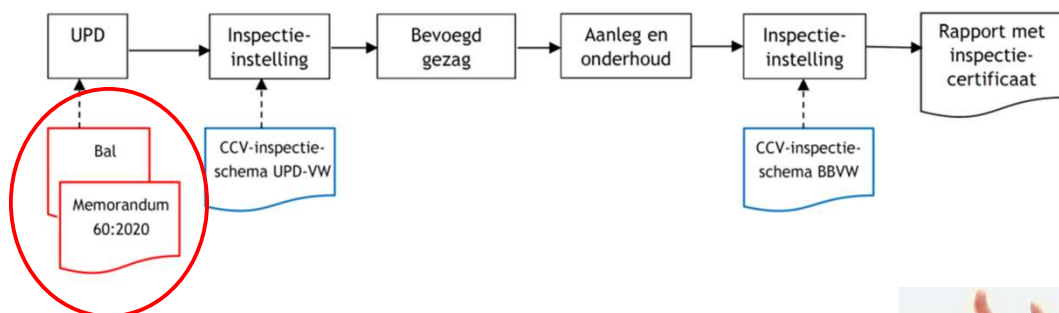 UPD
Inspectie-
instelling
Bevoegd
gezag
Aanleg en
onderhoud
Inspectie-
instelling
Rapport met
inspectie-
certificaat
Bal
Memorandum
60:2020
CCV-inspectie-
schema UPD-VW
CCV-inspectie-
schema BBVW